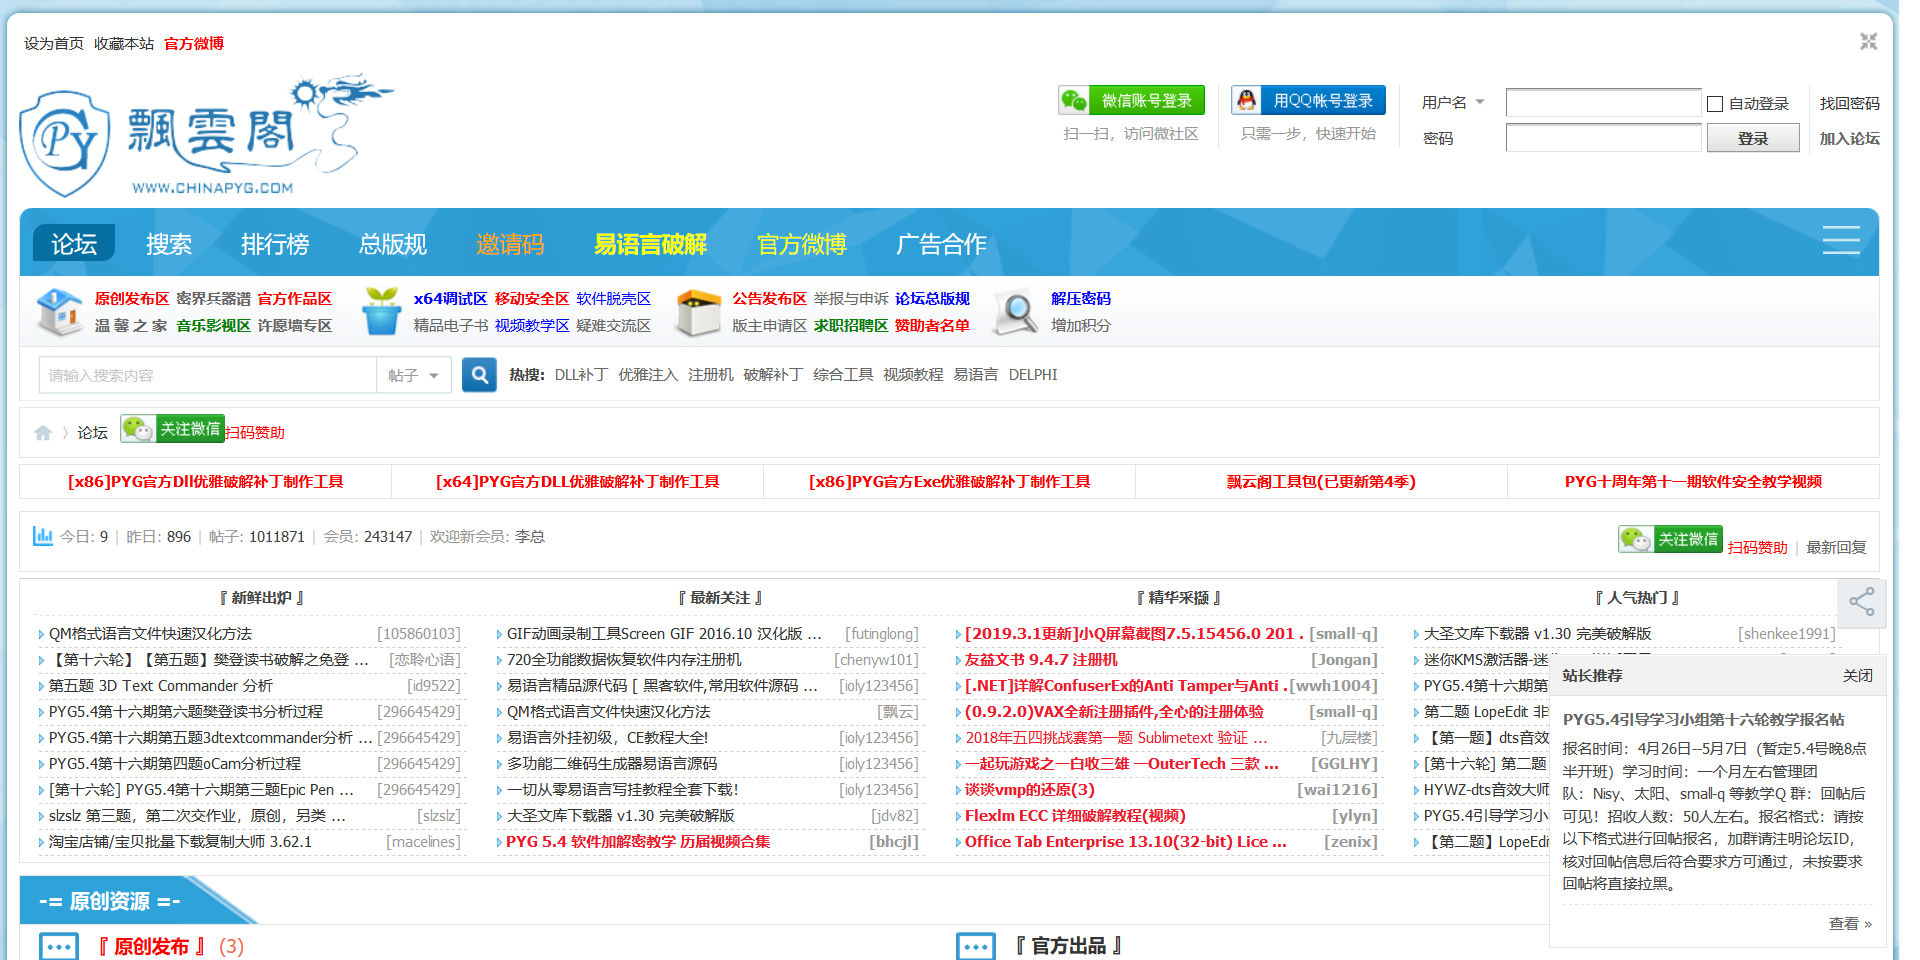 设为首页 收藏本站 官方微博
PY 飘雲閣
WWW.CHINAPYG.COM
微信账号登录 用QQ帐号登录 用户名 自动登录 找回密码
扫一扫，访问微社区 只需一步，快速开始 密码 登录 加入论坛
论坛 搜索 排行榜 总版规 邀请码 易语言破解 官方微博 广告合作
原创发布区 密界兵器谱 官方作品区 x64调试区 移动安全区 软件脱壳区 公告发布区 举报与申诉 论坛总版规 解压密码
温 馨 之 家 音乐影视区 许愿墙专区 精品电子书 视频教学区 疑难交流区 版主申请区 求职招聘区 赞助者名单 增加积分
请输入搜索内容 帖子 热搜: DLL补丁 优雅注入 注册机 破解补丁 综合工具 视频教程 易语言 DELPHI
论坛 关注微信 扫码赞助
[x86]PYG官方Dll优雅破解补丁制作工具 [x64]PYG官方DLL优雅破解补丁制作工具 [x86]PYG官方Exe优雅破解补丁制作工具 飘云阁工具包(已更新第4季) PYG十周年第十一期软件安全教学视频
今日: 9 | 昨日: 896 | 帖子: 1011871 | 会员: 243147 | 欢迎新会员: 李总 关注微信 扫码赞助 | 最新回复
『 新鲜出炉 』 『 最新关注 』 『 精华采撷 』 『 人气热门 』
QM格式语言文件快速汉化方法 [105860103] GIF动画录制工具Screen GIF 2016.10 汉化版 ... [futinglong] [2019.3.1更新]小Q屏幕截图7.5.15456.0 201 . [small-q] 大圣文库下载器 v1.30 完美破解版 [shenkee1991]
【第十六轮】【第五题】樊登读书破解之免登 ... [恋聆心语] 720全功能数据恢复软件内存注册机 [chenyw101] 友益文书 9.4.7 注册机 [Jongan] 迷你KMS激活器-迷
第五题 3D Text Commander 分析 [id9522] 易语言精品源代码 [ 黑客软件,常用软件源码 ... [ioly123456] [.NET]详解ConfuserEx的Anti Tamper与Anti . [wwh1004] PYG5.4第十六期第
PYG5.4第十六期第六题樊登读书分析过程 [296645429] QM格式语言文件快速汉化方法 [飘云] (0.9.2.0)VAX全新注册插件,全心的注册体验 [small-q] 第二题 LopeEdit 非
PYG5.4第十六期第五题3dtextcommander分析 ... [296645429] 易语言外挂初级，CE教程大全! [ioly123456] 2018年五四挑战赛第一题 Sublimetext 验证 ... [九层楼] 【第一题】dts音效
PYG5.4第十六期第四题oCam分析过程 [296645429] 多功能二维码生成器易语言源码 [ioly123456] 一起玩游戏之一白收三雄 —OuterTech 三款 ... [GGLHY] [第十六轮] 第二题
[第十六轮] PYG5.4第十六期第三题Epic Pen ... [296645429] 一切从零易语言写挂教程全套下载！ [ioly123456] 谈谈vmp的还原(3) [wai1216] HYWZ-dts音效大师
slzslz 第三题，第二次交作业，原创，另类 ... [slzslz] 大圣文库下载器 v1.30 完美破解版 [jdv82] Flexlm ECC 详细破解教程(视频) [ylyn] PYG5.4引导学习小
淘宝店铺/宝贝批量下载复制大师 3.62.1 [macelines] PYG 5.4 软件加解密教学 历届视频合集 [bhcjl] Office Tab Enterprise 13.10(32-bit) Lice ... [zenix] 【第二题】LopeEdi
站长推荐 关闭
PYG5.4引导学习小组第十六轮教学报名帖
报名时间：4月26日--5月7日（暂定5.4号晚8点
半开班）学习时间：一个月左右管理团
队：Nisy、太阳、small-q 等教学Q 群：回帖后
可见！招收人数：50人左右。报名格式：请按
以下格式进行回帖报名，加群请注明论坛ID，
核对回帖信息后符合要求方可通过，未按要求
回帖将直接拉黑。
查看 »
-= 原创资源 =-
『 原创发布 』 (3) 『 官方出品 』